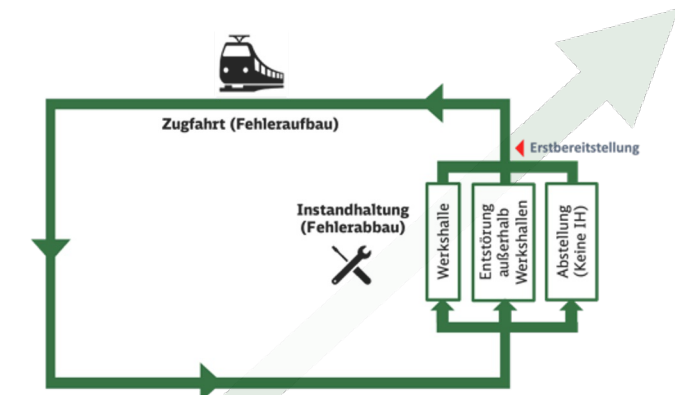 Zugfahrt (Fehleraufbau)
Erstbereitstellung
Instandhaltung
(Fehlerabbau)
Werkshalle
Entstörung
außerhalb
Werkshallen
Abstellung
(Keine IH)